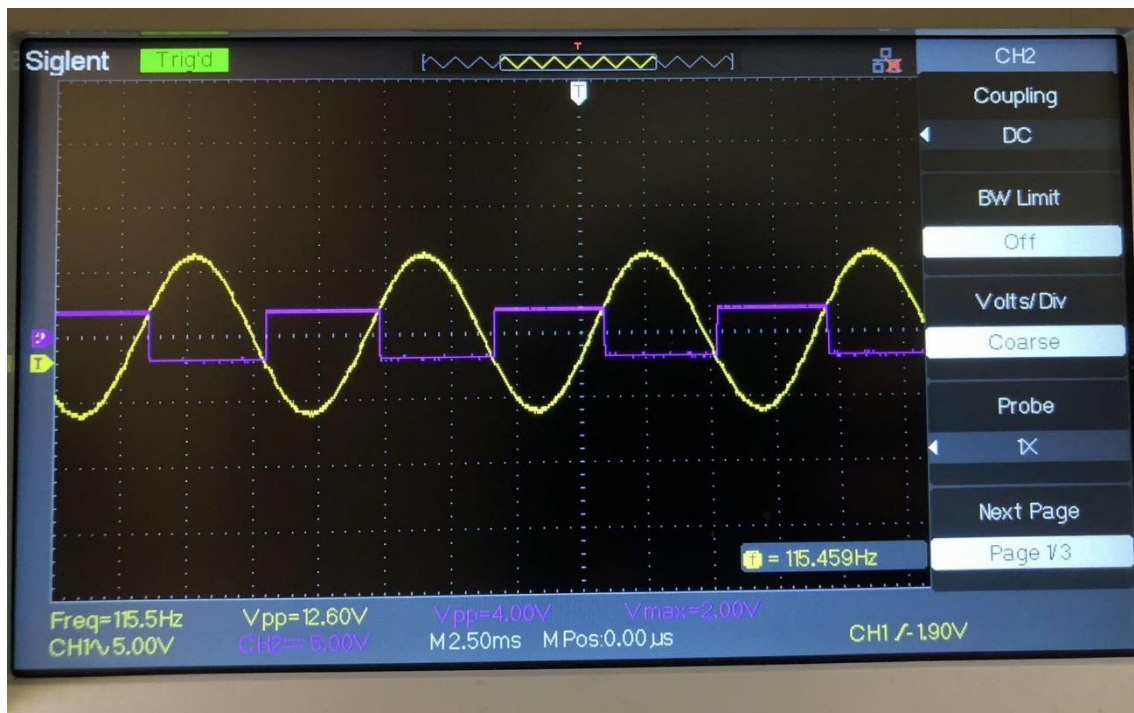 Siglent Trig'd
T
T
CH2
Coupling
DC
BW Limit
Off
Volts/Div
Coarse
Probe
1X
Next Page
Page 1/3
2
T
f = 115.459Hz
Freq=115.5Hz Vpp=12.60V Vpp=4.00V Vmax=2.00V
CH1∿5.00V CH2⎓5.00V M 2.50ms M Pos:0.00µs CH1 /-1.90V